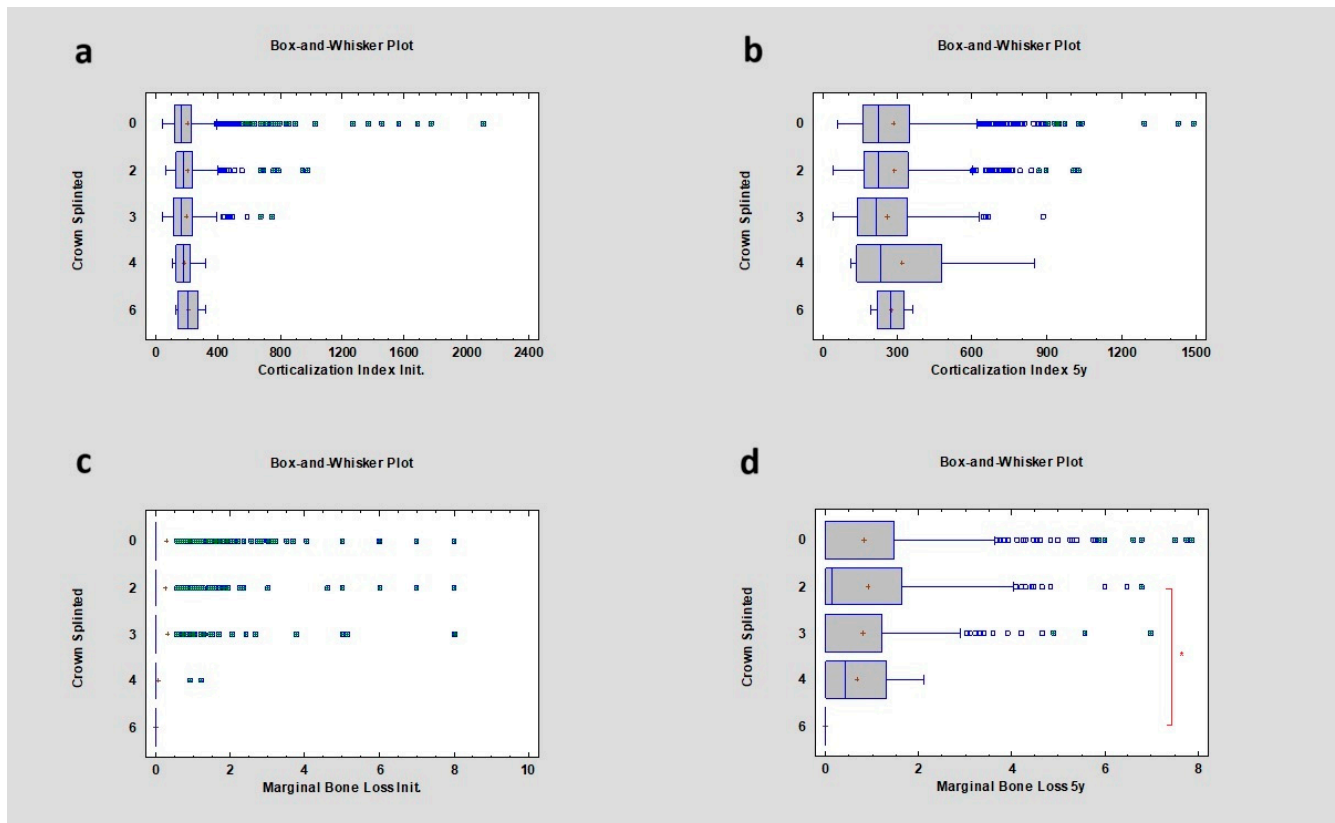 a
Box-and-Whisker Plot
Crown Splinted
0
2
3
4
6
0 400 800 1200 1600 2000 2400
Corticalization Index Init.
b
Box-and-Whisker Plot
Crown Splinted
0
2
3
4
6
0 300 600 900 1200 1500
Corticalization Index 5y
c
Box-and-Whisker Plot
Crown Splinted
0
2
3
4
6
0 2 4 6 8 10
Marginal Bone Loss Init.
d
Box-and-Whisker Plot
Crown Splinted
0
2
3
4
6
*
0 2 4 6 8
Marginal Bone Loss 5y